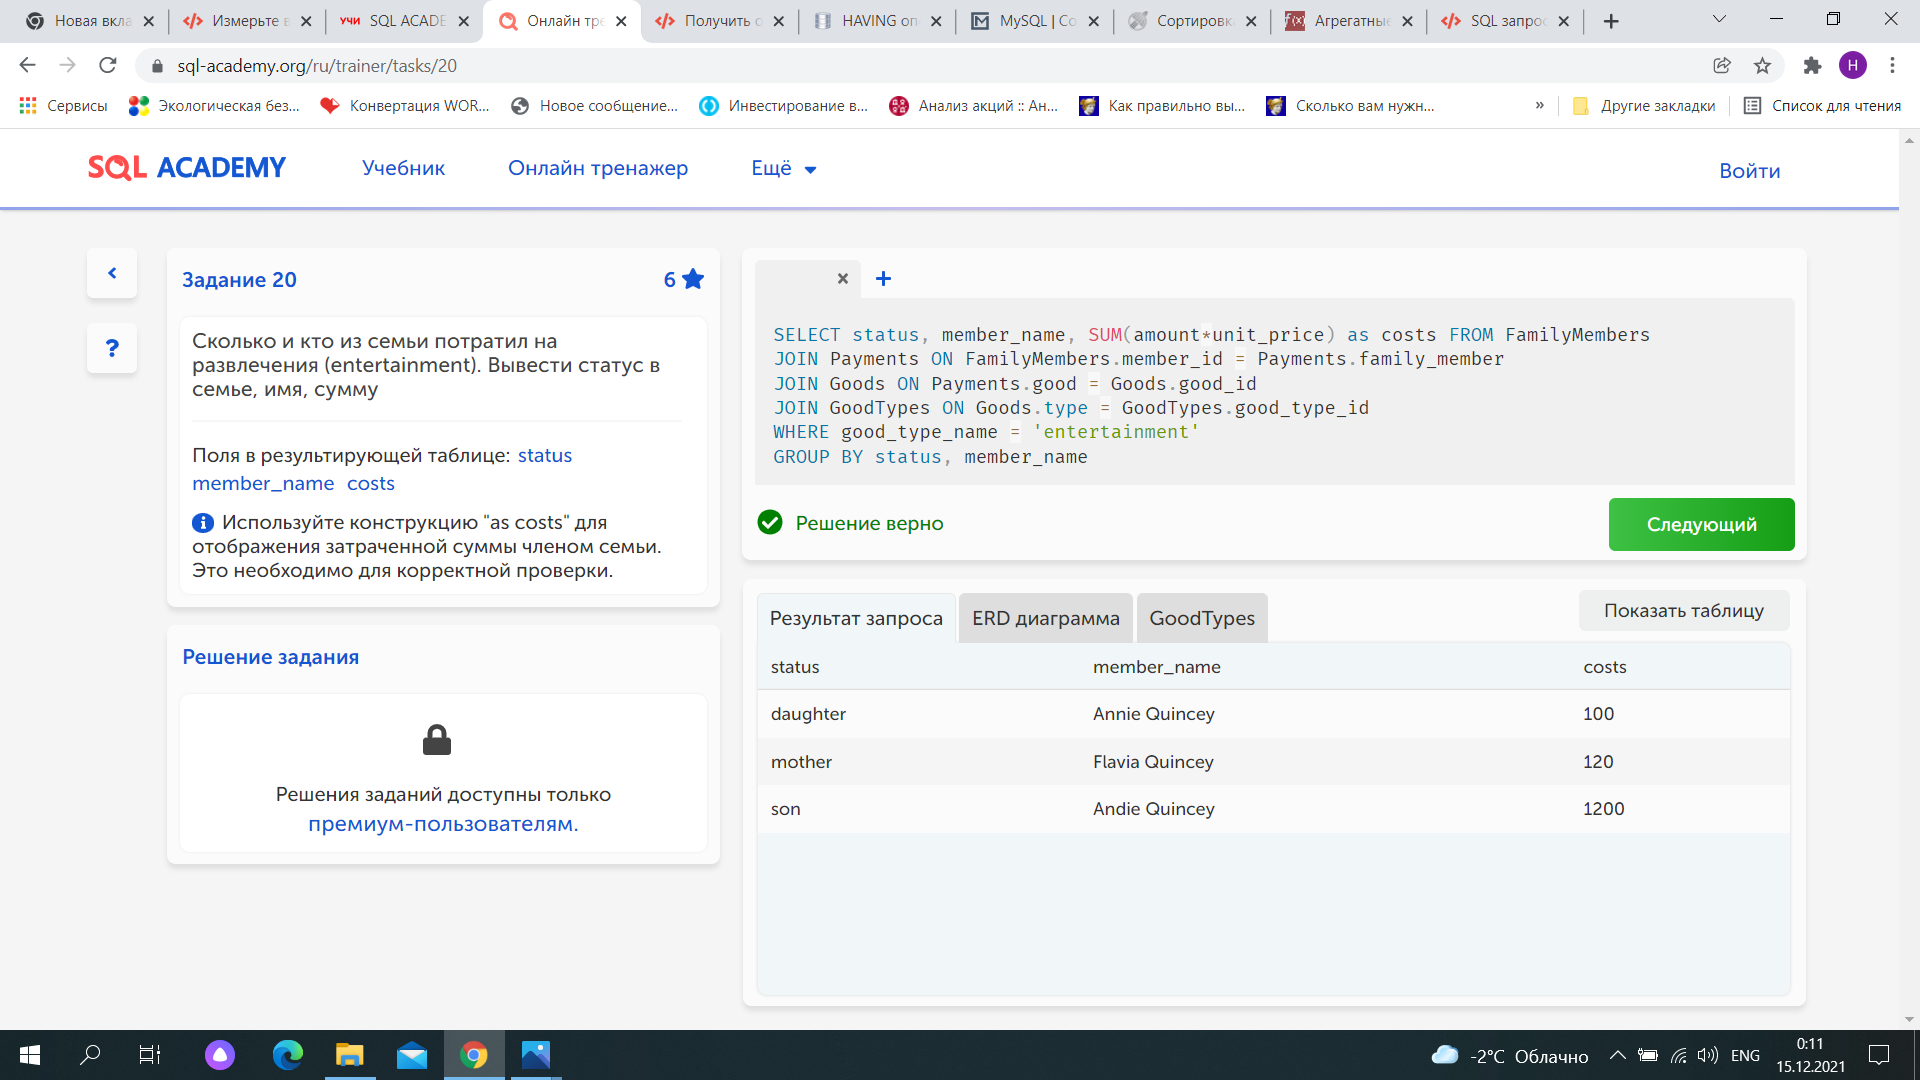 Новая вкла
Измерьте в
УЧИ SQL ACADE
Онлайн тре
Получить с
HAVING оп
MySQL | Co
Сортировк
f(x) Агрегатные
SQL запрос
sql-academy.org/ru/trainer/tasks/20
H
Сервисы
Экологическая без...
Конвертация WOR...
Новое сообщение...
Инвестирование в...
Анализ акций :: Ан...
Как правильно вы...
Сколько вам нужн...
»
Другие закладки
Список для чтения
SQL ACADEMY
Учебник
Онлайн тренажер
Ещё
Войти
Задание 20
6
Сколько и кто из семьи потратил на
развлечения (entertainment). Вывести статус в
семье, имя, сумму
Поля в результирующей таблице: status
member_name costs
Используйте конструкцию "as costs" для
отображения затраченной суммы членом семьи.
Это необходимо для корректной проверки.
Решение задания
Решения заданий доступны только
премиум-пользователям.
SELECT status, member_name, SUM(amount*unit_price) as costs FROM FamilyMembers
JOIN Payments ON FamilyMembers.member_id = Payments.family_member
JOIN Goods ON Payments.good = Goods.good_id
JOIN GoodTypes ON Goods.type = GoodTypes.good_type_id
WHERE good_type_name = 'entertainment'
GROUP BY status, member_name
Решение верно
Следующий
Результат запроса
ERD диаграмма
GoodTypes
Показать таблицу
status member_name costs
daughter Annie Quincey 100
mother Flavia Quincey 120
son Andie Quincey 1200
-2°C Облачно
ENG
0:11
15.12.2021